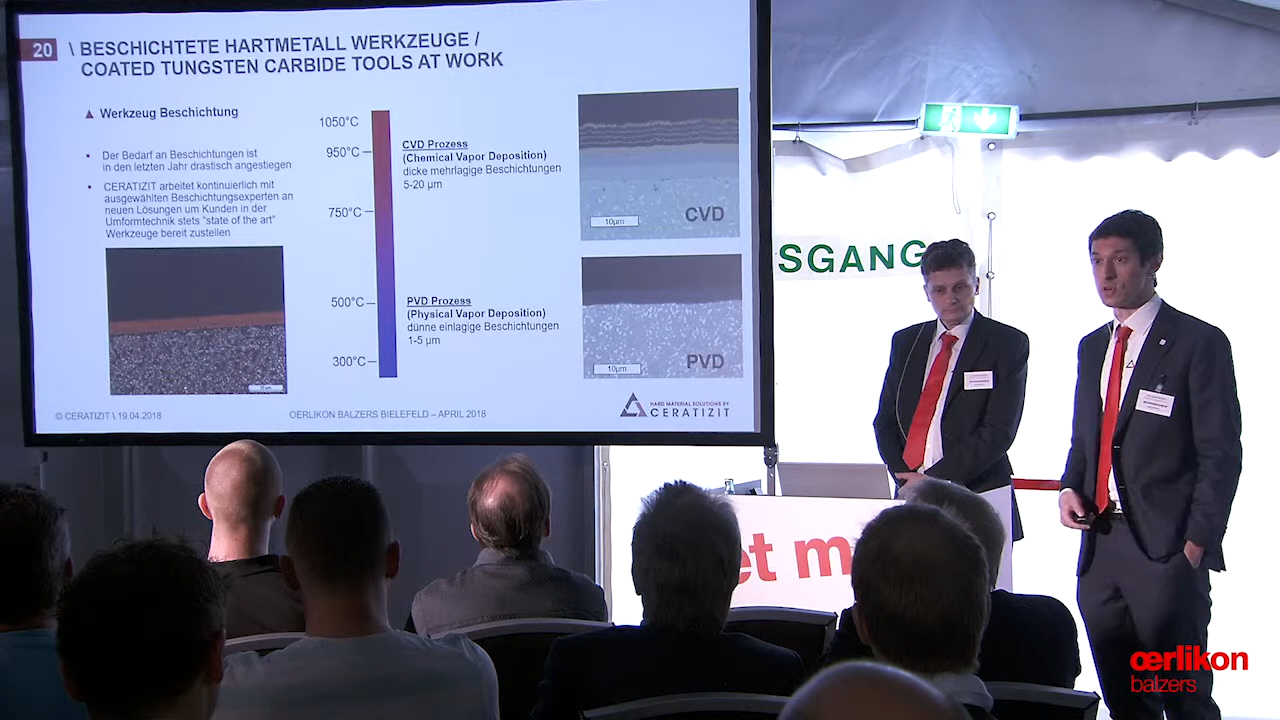 20 \ BESCHICHTETE HARTMETALL WERKZEUGE /
COATED TUNGSTEN CARBIDE TOOLS AT WORK
▲ Werkzeug Beschichtung
▪ Der Bedarf an Beschichtungen ist
in den letzten Jahr drastisch angestiegen
▪ CERATIZIT arbeitet kontinuierlich mit
ausgewählten Beschichtungsexperten an
neuen Lösungen um Kunden in der
Umformtechnik stets "state of the art"
Werkzeuge bereit zustellen
1050°C
950°C
750°C
500°C
300°C
CVD Prozess
(Chemical Vapor Deposition)
dicke mehrlagige Beschichtungen
5-20 µm
PVD Prozess
(Physical Vapor Deposition)
dünne einlagige Beschichtungen
1-5 µm
10µm
CVD
10µm
PVD
© CERATIZIT \ 19.04.2018
OERLIKON BALZERS BIELEFELD – APRIL 2018
HARD MATERIAL SOLUTIONS BY
CERATIZIT
SGANG
et m
œrlikon
balzers